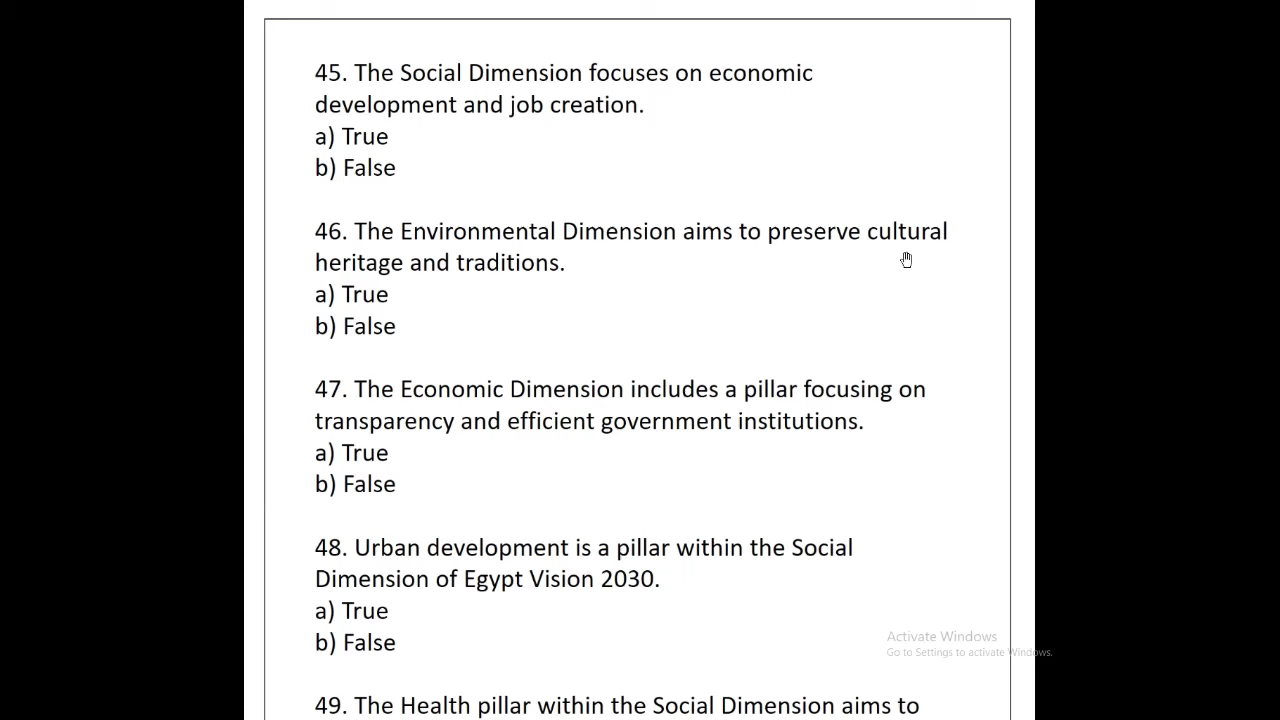 45. The Social Dimension focuses on economic
development and job creation.
a) True
b) False
46. The Environmental Dimension aims to preserve cultural
heritage and traditions.
a) True
b) False
47. The Economic Dimension includes a pillar focusing on
transparency and efficient government institutions.
a) True
b) False
48. Urban development is a pillar within the Social
Dimension of Egypt Vision 2030.
a) True
b) False
Activate Windows
Go to Settings to activate Windows.
49. The Health pillar within the Social Dimension aims to